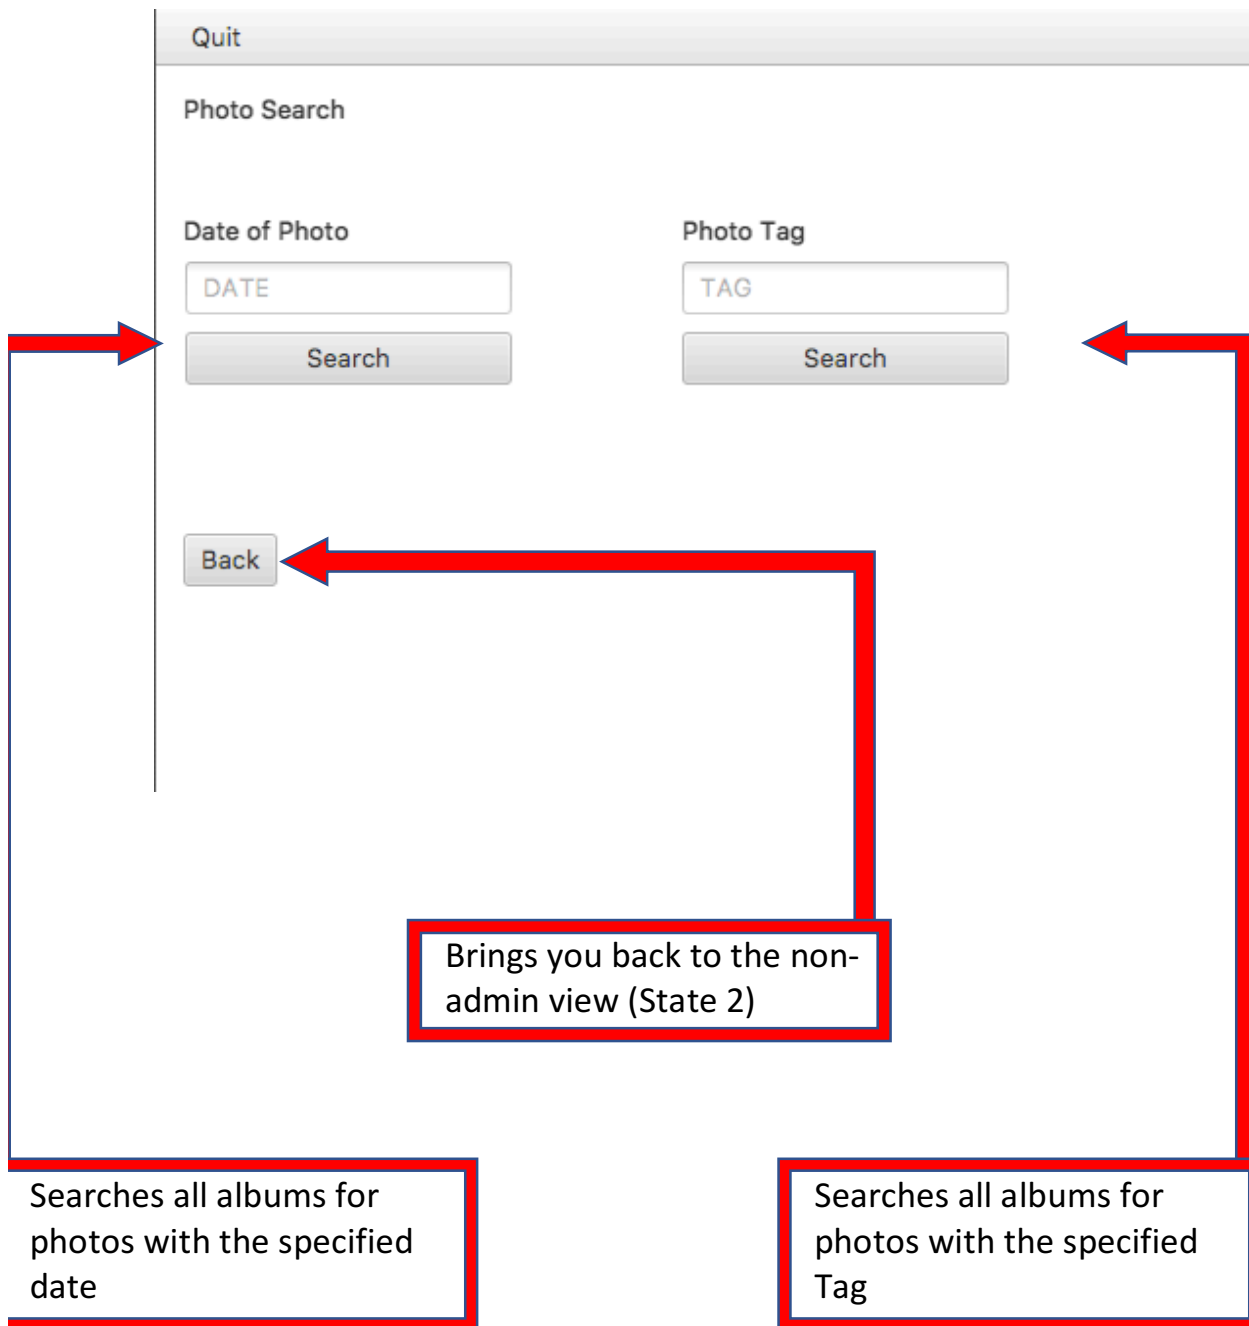 Quit
Photo Search
Date of Photo
Photo Tag
DATE
TAG
Search
Search
Back
Brings you back to the non-
admin view (State 2)
Searches all albums for
photos with the specified
date
Searches all albums for
photos with the specified
Tag